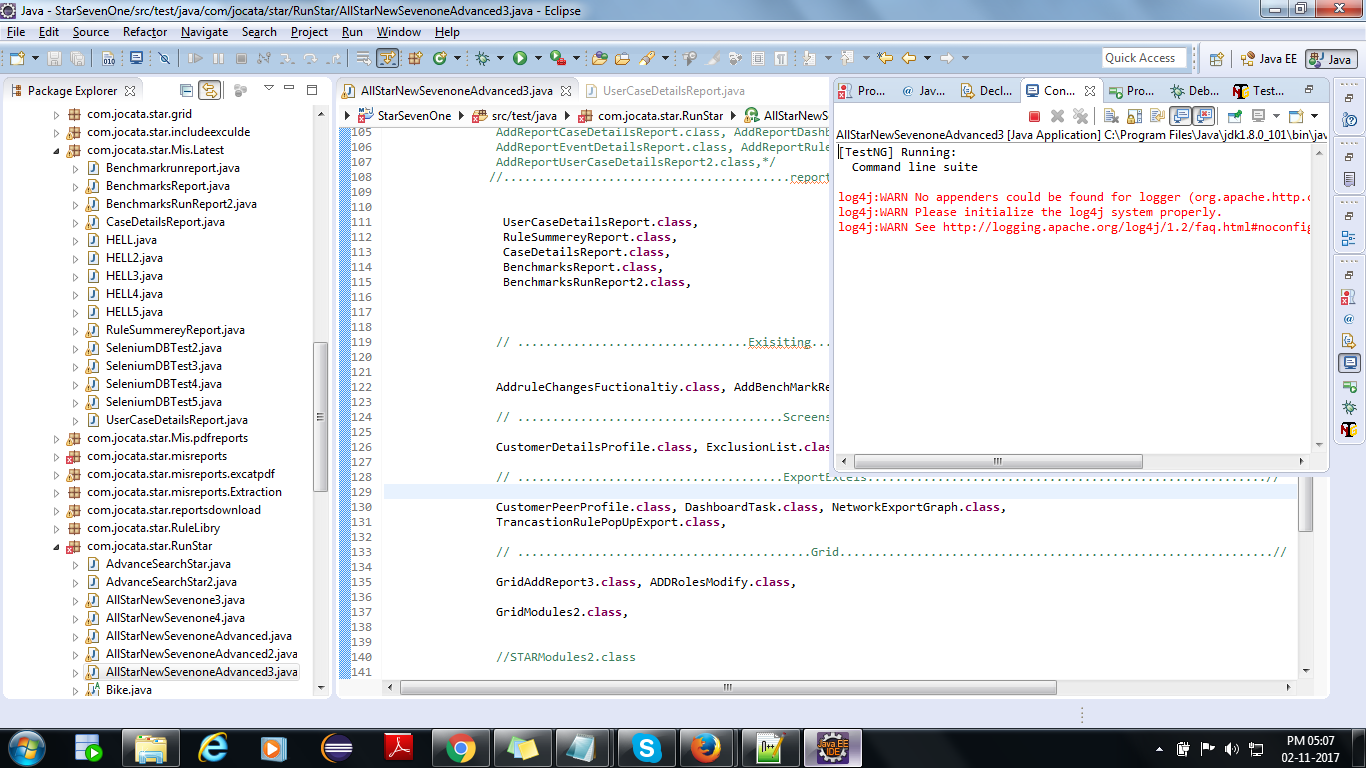 Java - StarSevenOne/src/test/java/com/jocata/star/RunStar/AllStarNewSevenoneAdvanced3.java - Eclipse
File Edit Source Refactor Navigate Search Project Run Window Help
Quick Access
Java EE
Java
Package Explorer
com.jocata.star.grid
com.jocata.star.includeexculde
com.jocata.star.Mis.Latest
Benchmarkrunreport.java
BenchmarksReport.java
BenchmarksRunReport2.java
CaseDetailsReport.java
HELL.java
HELL2.java
HELL3.java
HELL4.java
HELL5.java
RuleSummereyReport.java
SeleniumDBTest2.java
SeleniumDBTest3.java
SeleniumDBTest4.java
SeleniumDBTest5.java
UserCaseDetailsReport.java
com.jocata.star.Mis.pdfreports
com.jocata.star.misreports
com.jocata.star.misreports.excatpdf
com.jocata.star.misreports.Extraction
com.jocata.star.reportsdownload
com.jocata.star.RuleLibry
com.jocata.star.RunStar
AdvanceSearchStar.java
AdvanceSearchStar2.java
AllStarNewSevenone3.java
AllStarNewSevenone4.java
AllStarNewSevenoneAdvanced.java
AllStarNewSevenoneAdvanced2.java
AllStarNewSevenoneAdvanced3.java
Bike.java
AllStarNewSevenoneAdvanced3.java
UserCaseDetailsReport.java
StarSevenOne src/test/java com.jocata.star.RunStar AllStarNewS
105 AddReportCaseDetailsReport.class, AddReportDash
106 AddReportEventDetailsReport.class, AddReportRule
107 AddReportUserCaseDetailsReport2.class,*/
108 //.........................................report
109
110
111 UserCaseDetailsReport.class,
112 RuleSummereyReport.class,
113 CaseDetailsReport.class,
114 BenchmarksReport.class,
115 BenchmarksRunReport2.class,
116
117
118
119 // .................................Exisiting...
120
121
122 AddruleChangesFuctionaltiy.class, AddBenchMarkRe
123
124 // ......................................Screens
125
126 CustomerDetailsProfile.class, ExclusionList.clas
127
128 // ......................................ExportExcels.........................................................//
129
130 CustomerPeerProfile.class, DashboardTask.class, NetworkExportGraph.class,
131 TrancastionRulePopUpExport.class,
132
133 // ..........................................Grid..............................................................//
134
135 GridAddReport3.class, ADDRolesModify.class,
136
137 GridModules2.class,
138
139
140 //STARModules2.class
141
Pro... Jav... Decl... Con... Pro... Deb... Test...
AllStarNewSevenoneAdvanced3 [Java Application] C:\Program Files\Java\jdk1.8.0_101\bin\jav
[TestNG] Running:
Command line suite
log4j:WARN No appenders could be found for logger (org.apache.http.c
log4j:WARN Please initialize the log4j system properly.
log4j:WARN See http://logging.apache.org/log4j/1.2/faq.html#noconfig
Java EE
IDE
PM 05:07
02-11-2017